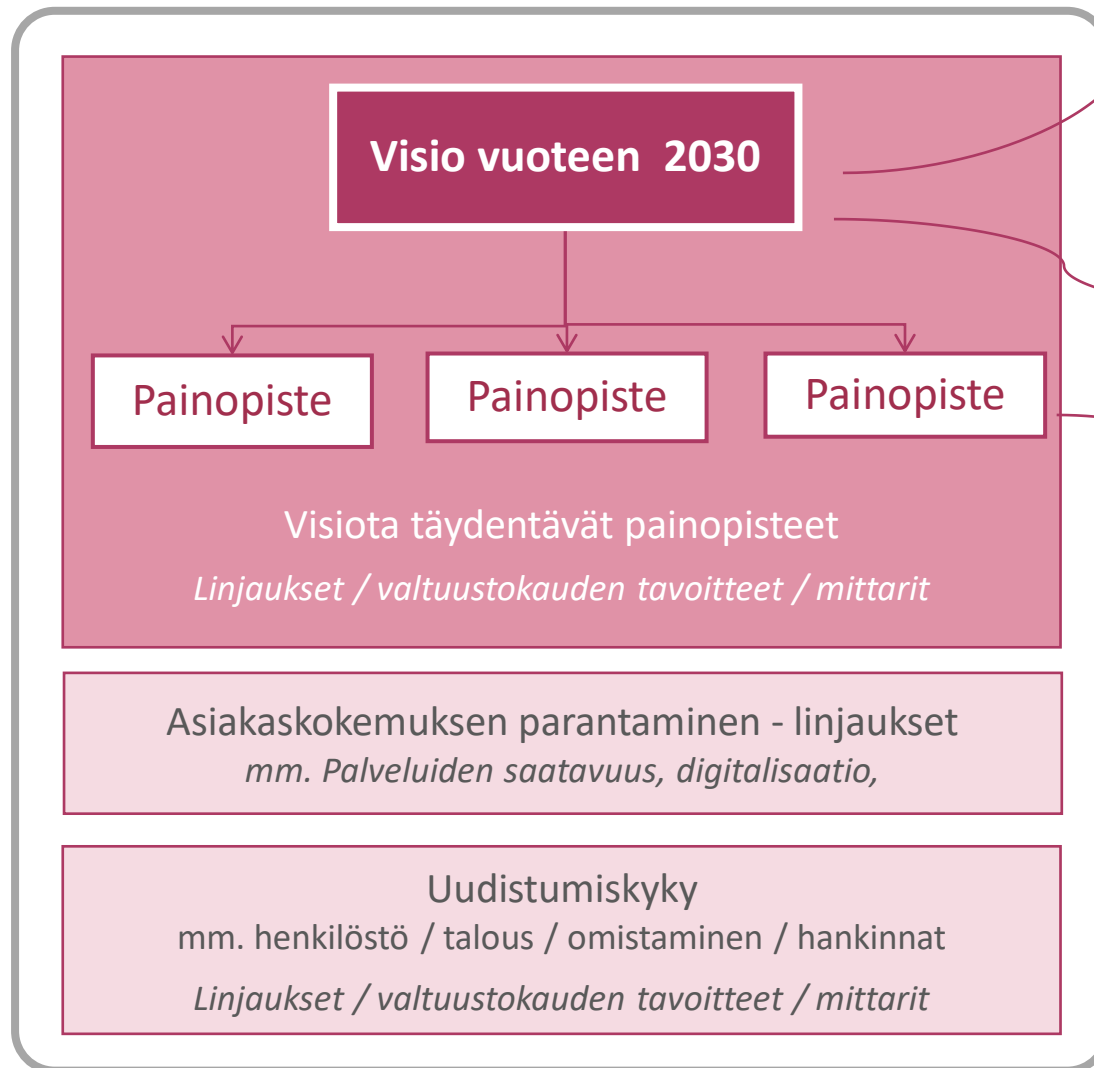 Visio vuoteen 2030
Painopiste
Painopiste
Painopiste
Visiota täydentävät painopisteet
Linjaukset / valtuustokauden tavoitteet / mittarit
Asiakaskokemuksen parantaminen - linjaukset
mm. Palveluiden saatavuus, digitalisaatio,
Uudistumiskyky
mm. henkilöstö / talous / omistaminen / hankinnat
Linjaukset / valtuustokauden tavoitteet / mittarit